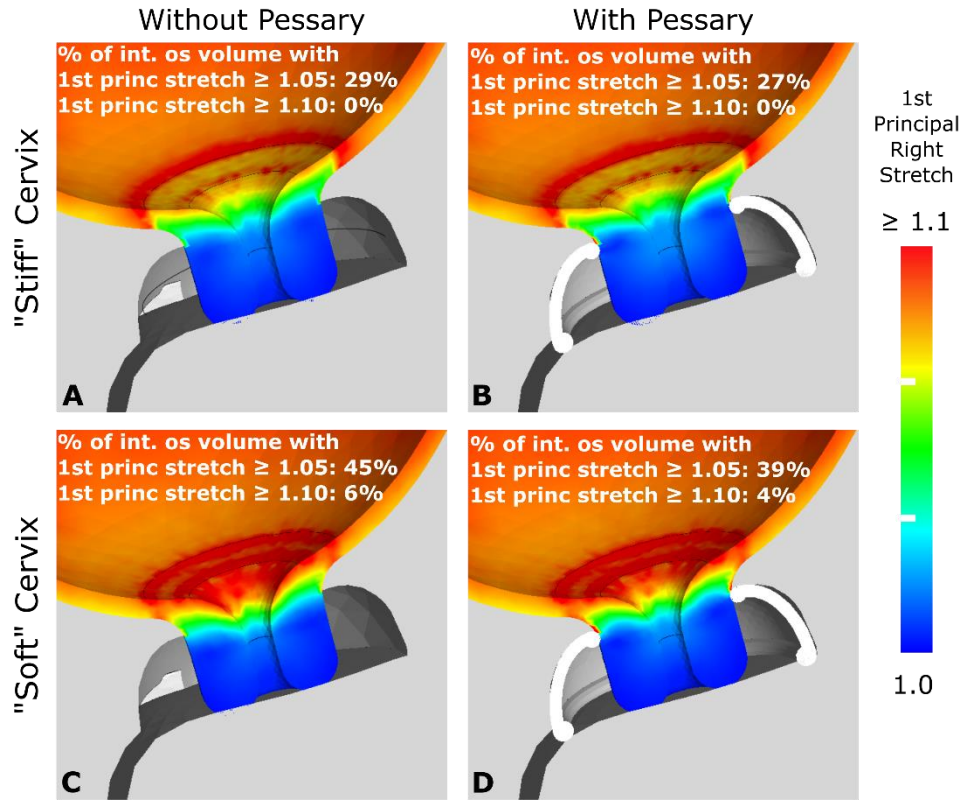 Without Pessary
With Pessary
"Stiff" Cervix
% of int. os volume with
1st princ stretch ≥ 1.05: 29%
1st princ stretch ≥ 1.10: 0%
A
% of int. os volume with
1st princ stretch ≥ 1.05: 27%
1st princ stretch ≥ 1.10: 0%
B
"Soft" Cervix
% of int. os volume with
1st princ stretch ≥ 1.05: 45%
1st princ stretch ≥ 1.10: 6%
C
% of int. os volume with
1st princ stretch ≥ 1.05: 39%
1st princ stretch ≥ 1.10: 4%
D
1st
Principal
Right
Stretch
≥ 1.1
1.0